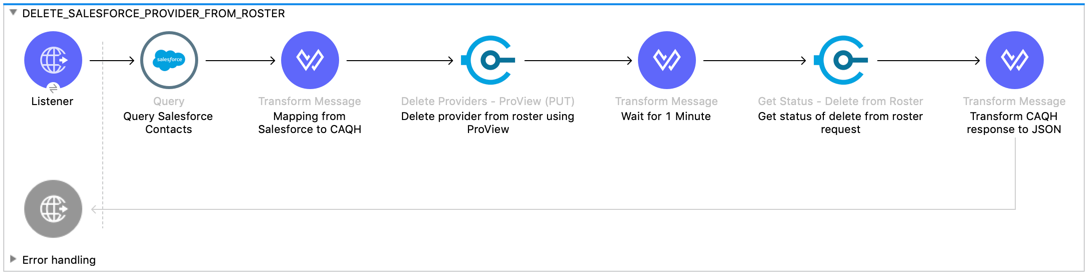 DELETE_SALESFORCE_PROVIDER_FROM_ROSTER
Listener
salesforce
Query
Query Salesforce
Contacts
Transform Message
Mapping from
Salesforce to CAQH
Delete Providers - ProView (PUT)
Delete provider from roster using
ProView
Transform Message
Wait for 1 Minute
Get Status - Delete from Roster
Get status of delete from roster
request
Transform Message
Transform CAQH
response to JSON
Error handling